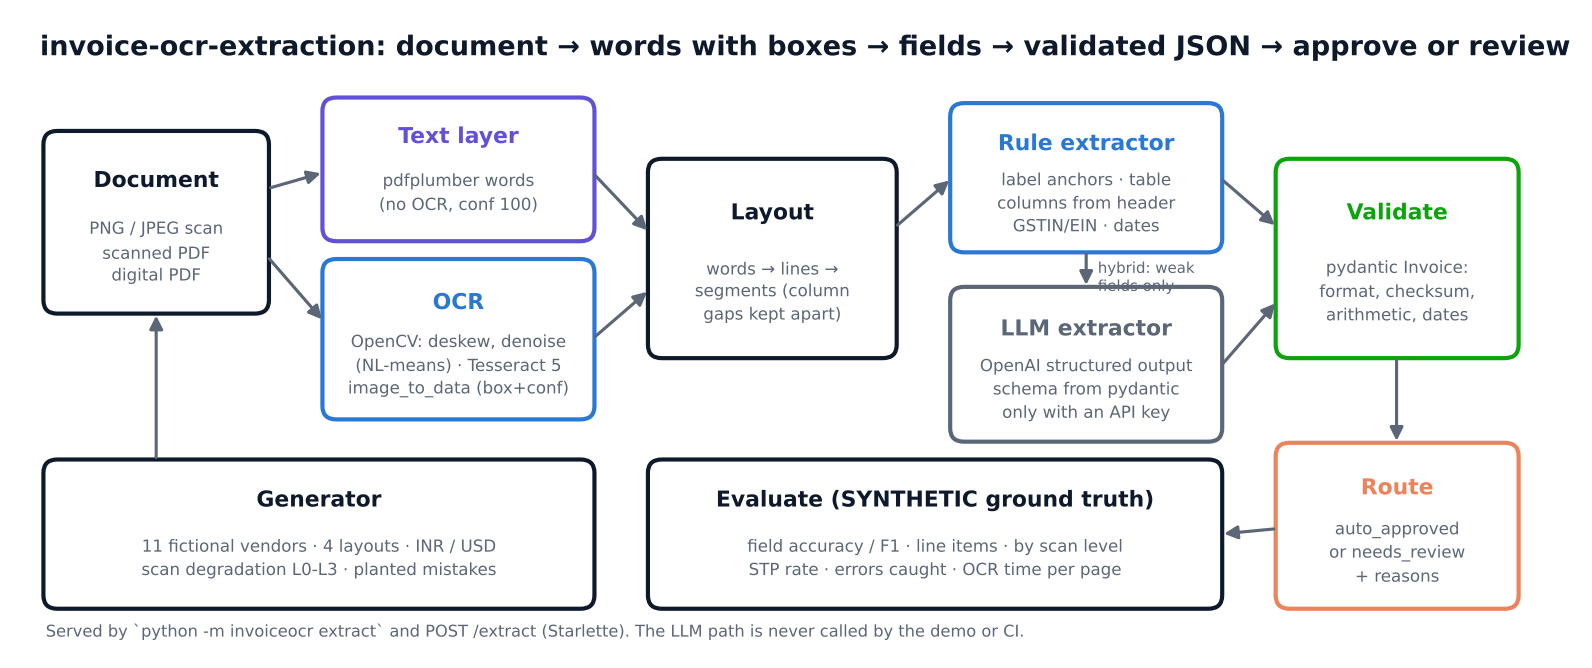 invoice-ocr-extraction: document → words with boxes → fields → validated JSON → approve or review
Document
PNG / JPEG scan
scanned PDF
digital PDF
Text layer
pdfplumber words
(no OCR, conf 100)
OCR
OpenCV: deskew, denoise
(NL-means) · Tesseract 5
image_to_data (box+conf)
Layout
words → lines →
segments (column
gaps kept apart)
Rule extractor
label anchors · table
columns from header
GSTIN/EIN · dates
hybrid: weak
fields only
LLM extractor
OpenAI structured output
schema from pydantic
only with an API key
Validate
pydantic Invoice:
format, checksum,
arithmetic, dates
Route
auto_approved
or needs_review
+ reasons
Generator
11 fictional vendors · 4 layouts · INR / USD
scan degradation L0-L3 · planted mistakes
Evaluate (SYNTHETIC ground truth)
field accuracy / F1 · line items · by scan level
STP rate · errors caught · OCR time per page
Served by `python -m invoiceocr extract` and POST /extract (Starlette). The LLM path is never called by the demo or CI.